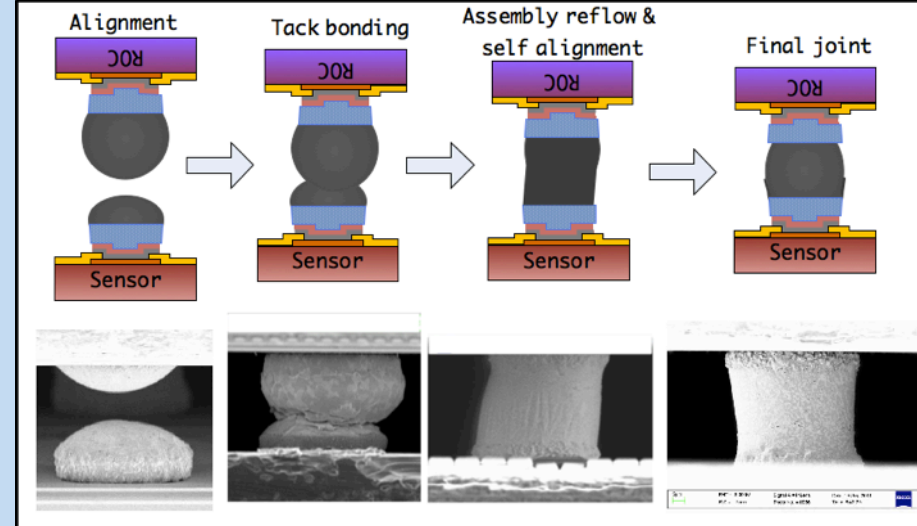 Alignment
Tack bonding
Assembly reflow &
self alignment
Final joint
ROC
ROC
ROC
ROC
Sensor
Sensor
Sensor
Sensor